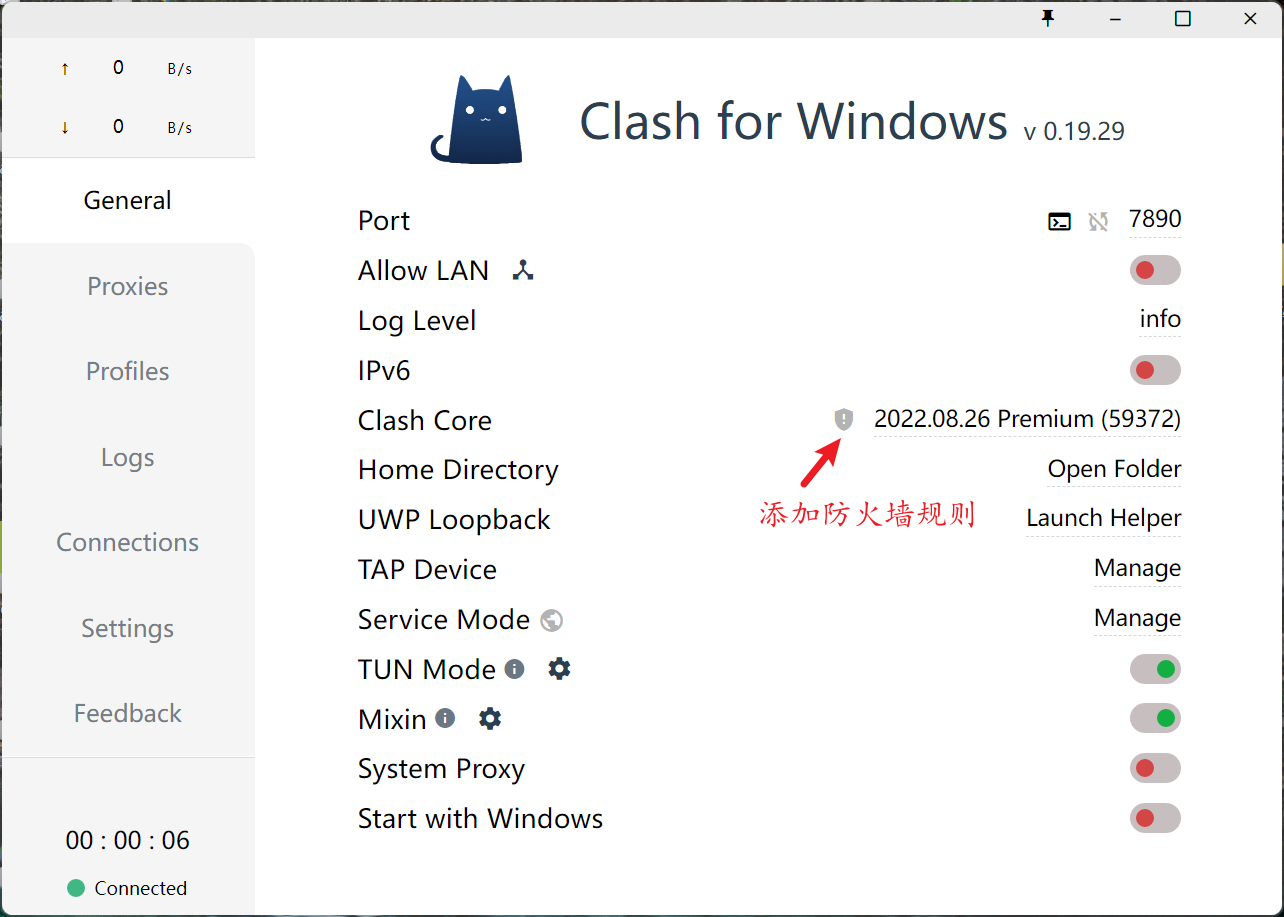 ↑ 0 B/s
↓ 0 B/s
General
Proxies
Profiles
Logs
Connections
Settings
Feedback
00 : 00 : 06
Connected
Clash for Windows v 0.19.29
Port 7890
Allow LAN
Log Level info
IPv6
Clash Core 2022.08.26 Premium (59372)
Home Directory Open Folder
添加防火墙规则
UWP Loopback Launch Helper
TAP Device Manage
Service Mode Manage
TUN Mode
Mixin
System Proxy
Start with Windows